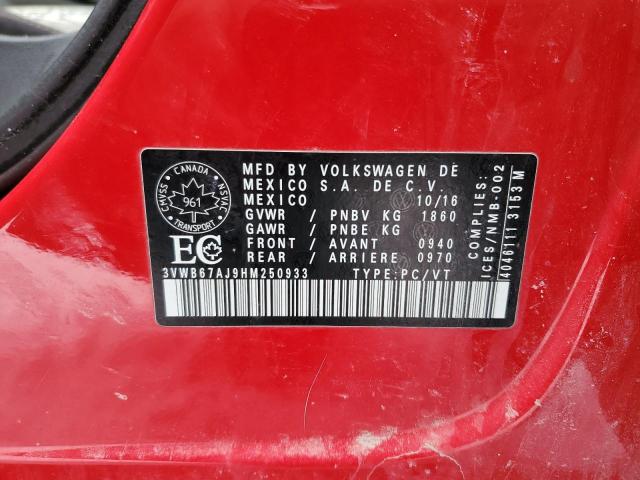 CANADA
CMVSS
NSVAC
961
TRANSPORT
EC
MFD BY VOLKSWAGEN DE
MEXICO S.A. DE C.V.
MEXICO 10/16
GVWR / PNBV KG 1860
GAWR / PNBE KG
FRONT / AVANT 0940
REAR / ARRIERE 0970
3VWB67AJ9HM250933 TYPE:PC/VT
COMPLIES:
ICES/NMB-002
4046111 3153 M